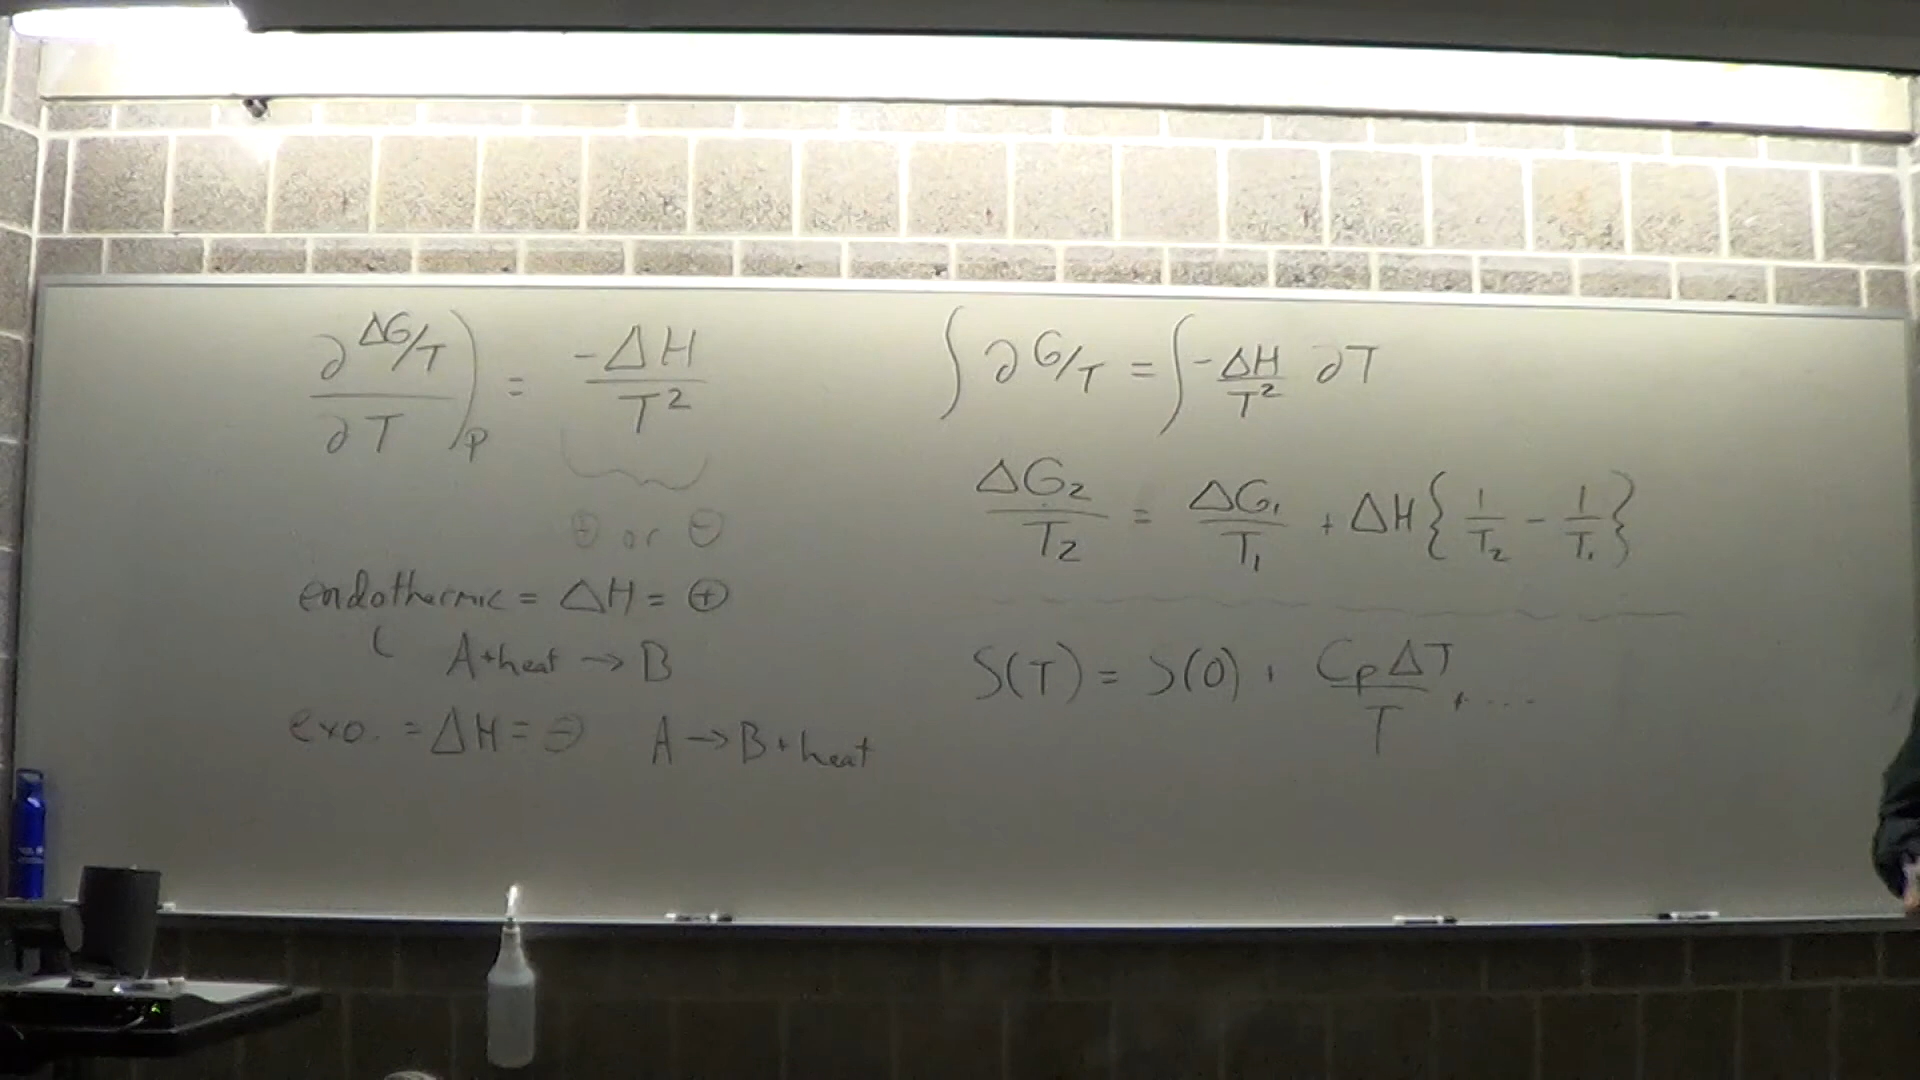 ∂ ΔG/T / ∂T )p = -ΔH / T²
⊕ or ⊖
endothermic = ΔH = ⊕
A + heat → B
exo. = ΔH = ⊖ A → B + heat
∫ ∂ G/T = ∫ - ΔH/T² ∂T
ΔG₂/T₂ = ΔG₁/T₁ + ΔH { 1/T₂ - 1/T₁ }
S(T) = S(0) + CpΔT/T + ....